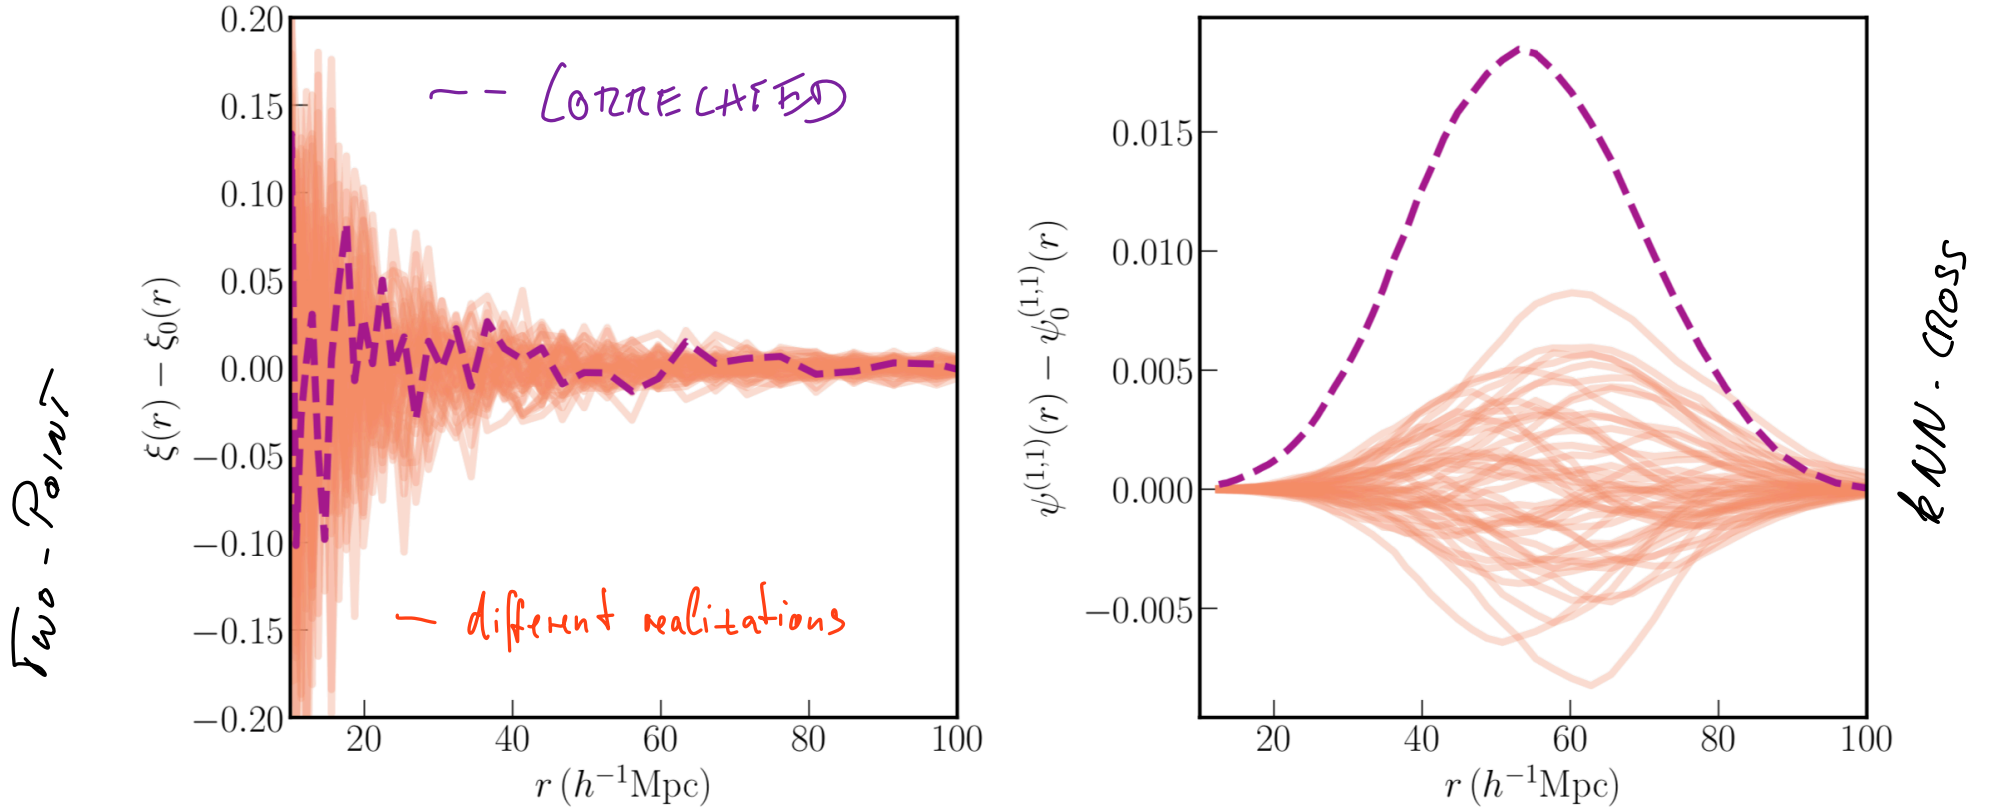 Two-Point
ξ(r) − ξ₀(r)
0.20
0.15
0.10
0.05
0.00
−0.05
−0.10
−0.15
−0.20
-- CORRELATED
— different realizations
20 40 60 80 100
r (h⁻¹Mpc)
ψ⁽¹,¹⁾(r) − ψ₀⁽¹,¹⁾(r)
0.015
0.010
0.005
0.000
−0.005
20 40 60 80 100
r (h⁻¹Mpc)
kNN-CROSS